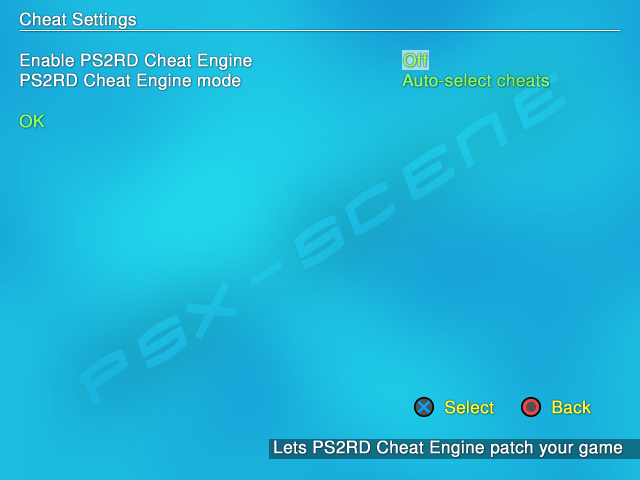 Cheat Settings
Enable PS2RD Cheat Engine Off
PS2RD Cheat Engine mode Auto-select cheats
OK
PSX-SCENE
Select Back
Lets PS2RD Cheat Engine patch your game